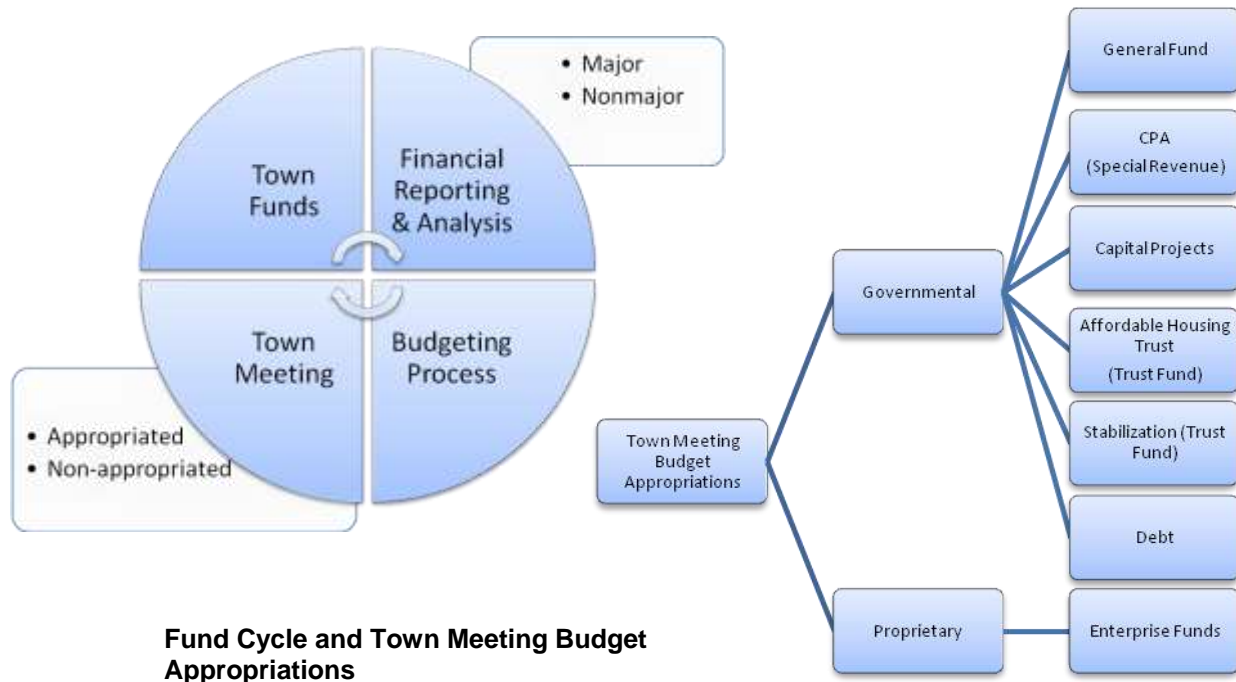 • Major
• Nonmajor
Town
Funds
Financial
Reporting
& Analysis
Town
Meeting
Budgeting
Process
• Appropriated
• Non-appropriated
Fund Cycle and Town Meeting Budget
Appropriations
Town Meeting
Budget
Appropriations
Governmental
Proprietary
General Fund
CPA
(Special Revenue)
Capital Projects
Affordable Housing
Trust
(Trust Fund)
Stabilization (Trust
Fund)
Debt
Enterprise Funds